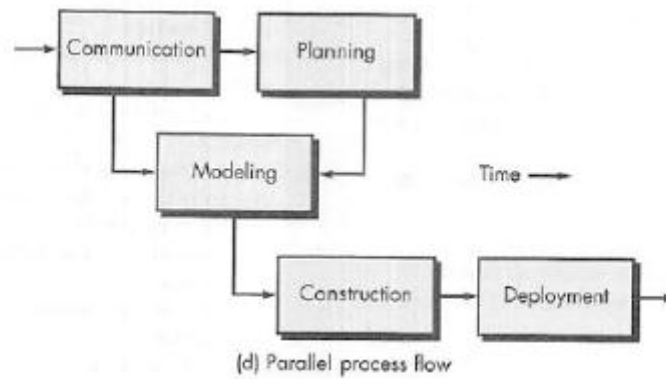 Communication
Planning
Modeling
Time
Construction
Deployment
(d) Parallel process flow